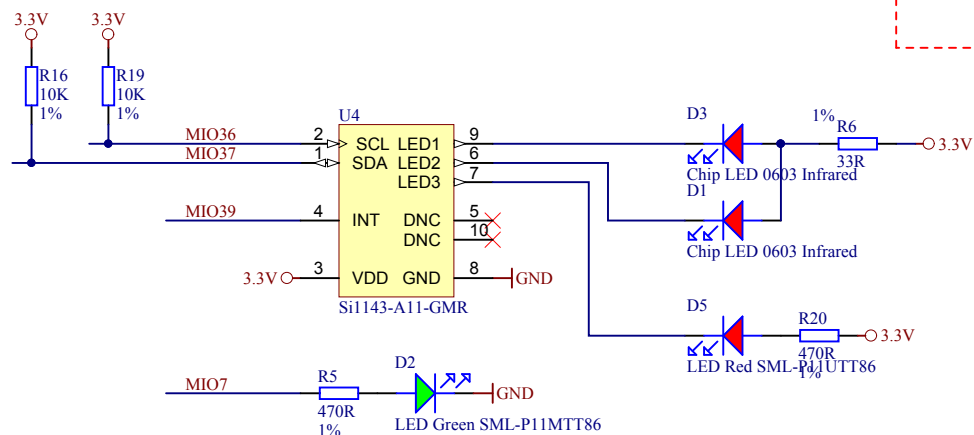 3.3V 3.3V
R16
10K
1%
R19
10K
1%
U4
MIO36 2 SCL LED1 9
MIO37 1 SDA LED2 6
LED3 7
MIO39 4 INT DNC 5
DNC 10
3.3V 3 VDD GND 8 GND
Si1143-A11-GMR
D3
Chip LED 0603 Infrared
1%
R6
33R
3.3V
D1
Chip LED 0603 Infrared
D5
LED Red SML-P11UTT86
R20
470R
1%
3.3V
MIO7
R5
470R
1%
D2
GND
LED Green SML-P11MTT86